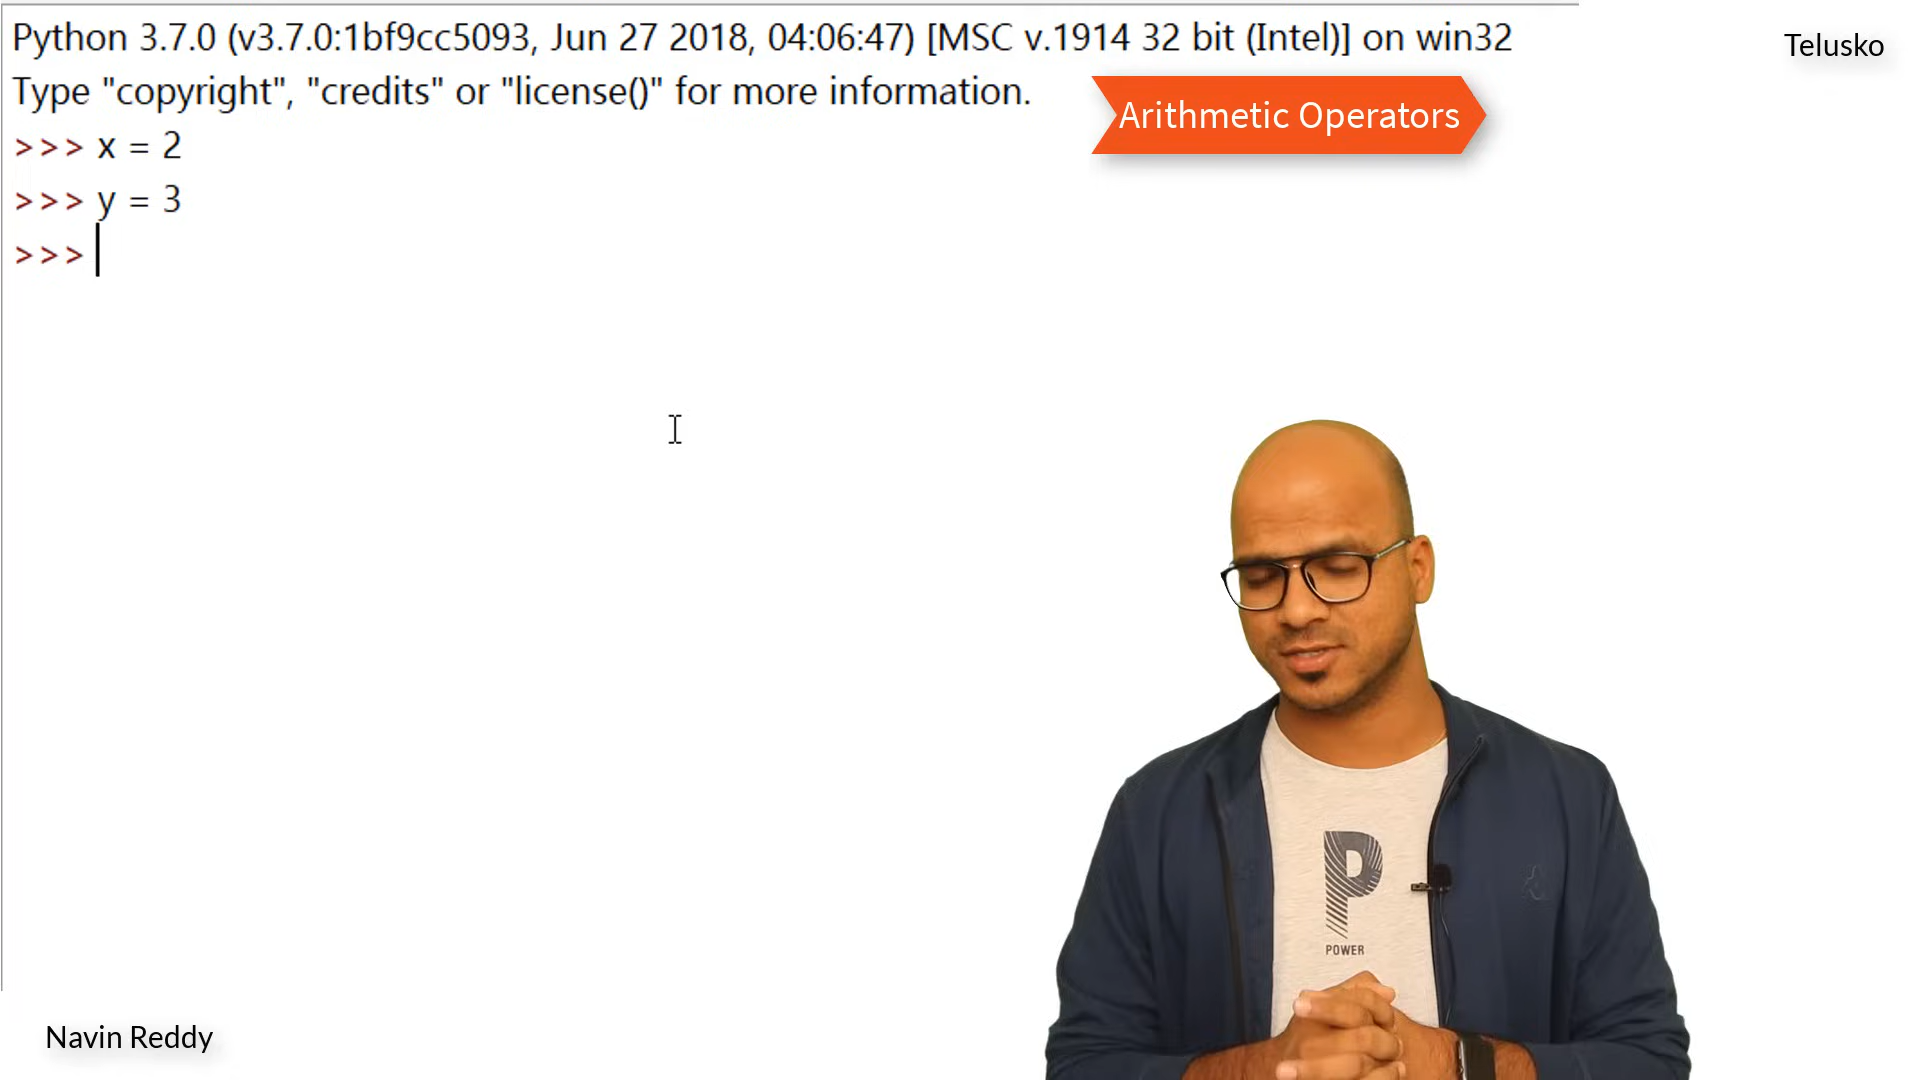 Python 3.7.0 (v3.7.0:1bf9cc5093, Jun 27 2018, 04:06:47) [MSC v.1914 32 bit (Intel)] on win32
Type "copyright", "credits" or "license()" for more information.
>>> x = 2
>>> y = 3
>>>
Telusko
Arithmetic Operators
P
POWER
Navin Reddy